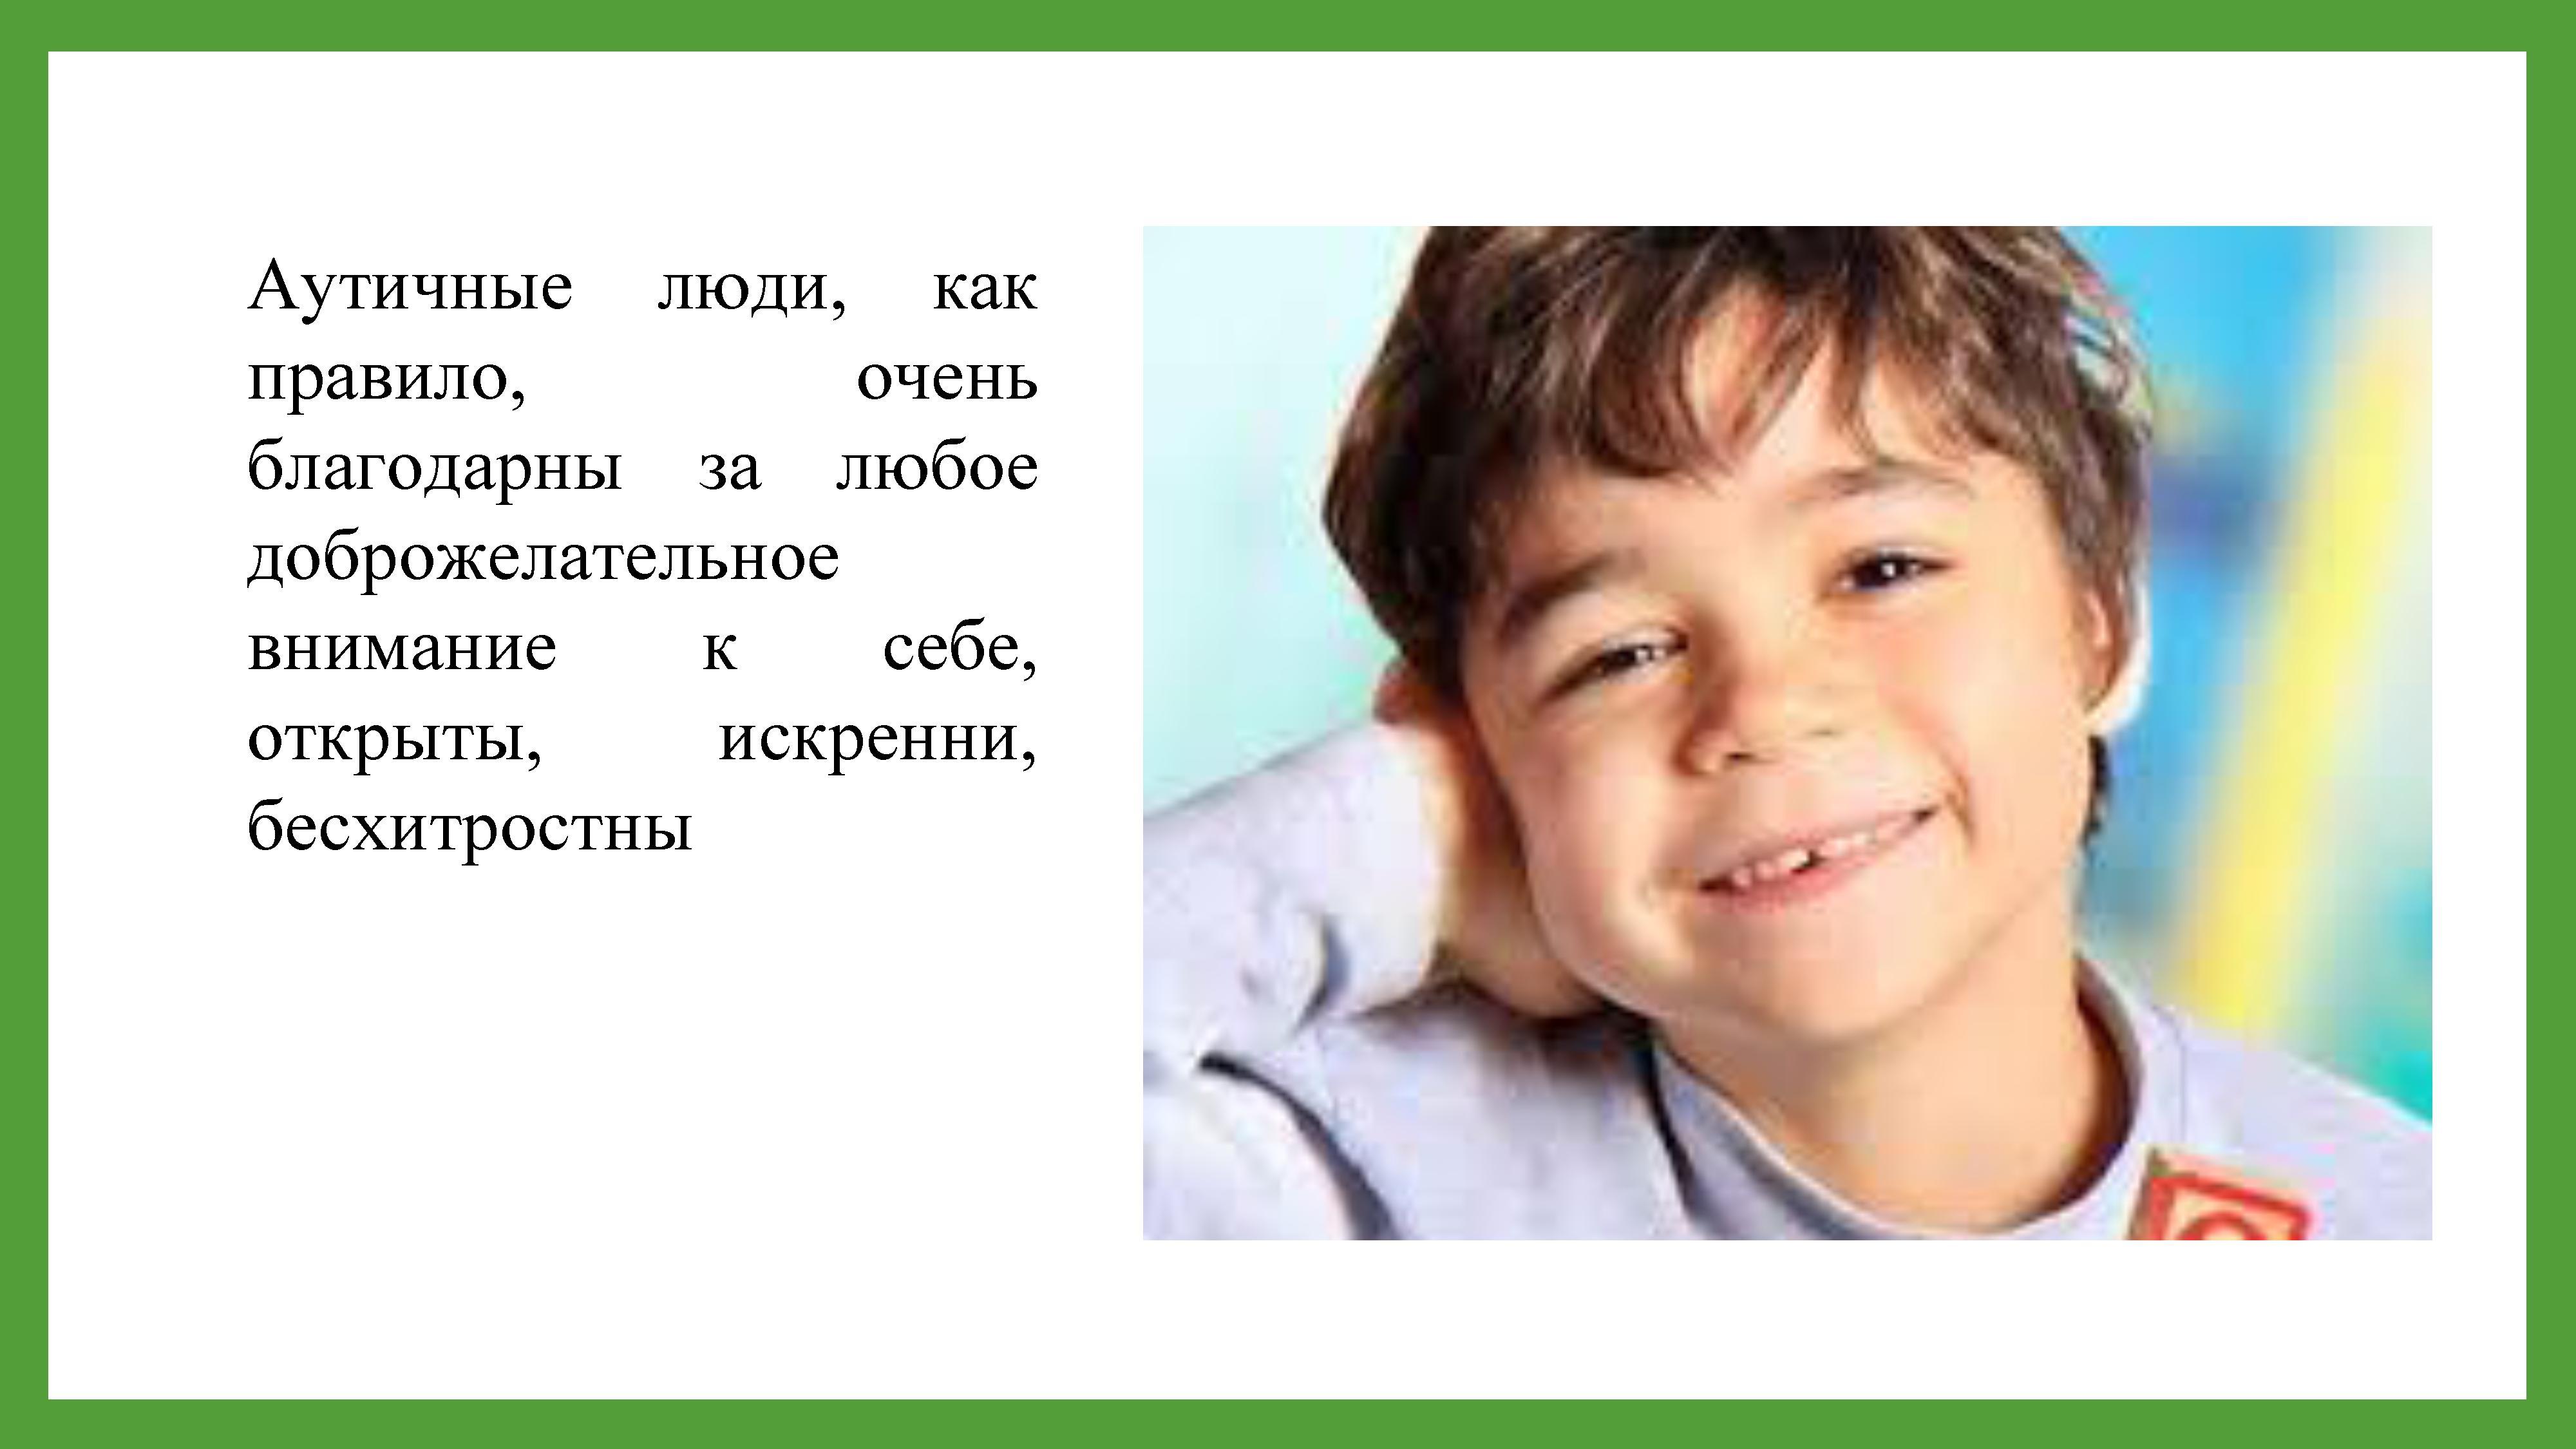 Аутичные люди, как
правило, очень
благодарны за любое
доброжелательное
внимание к себе,
открыты, искренни,
бесхитростны